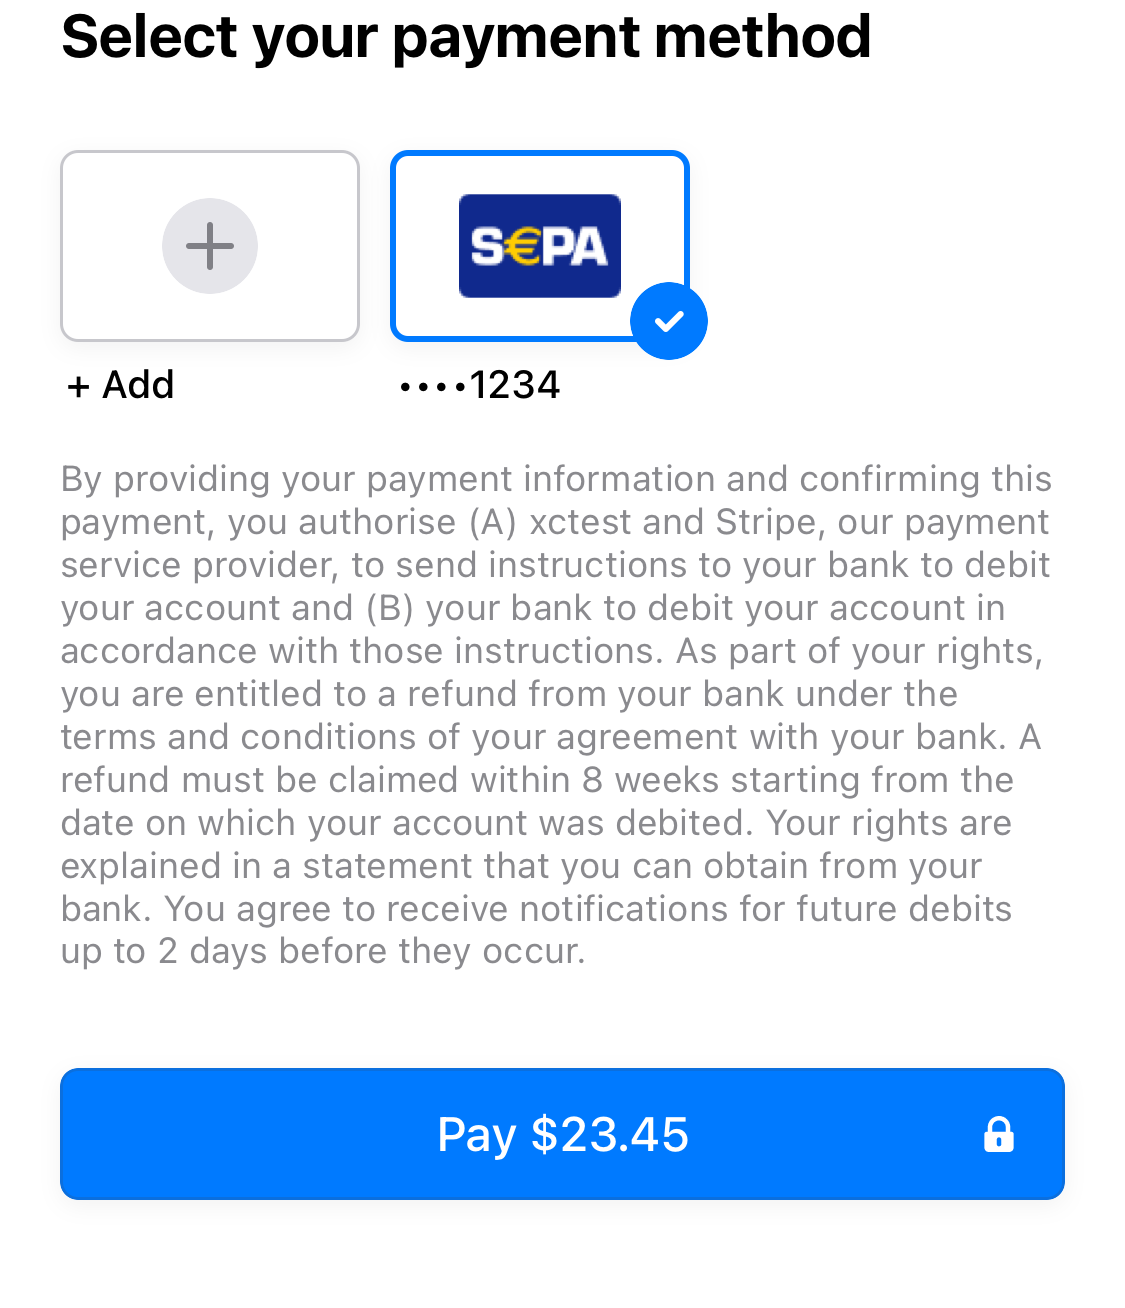 Select your payment method
S€PA
+ Add
••••1234
By providing your payment information and confirming this
payment, you authorise (A) xctest and Stripe, our payment
service provider, to send instructions to your bank to debit
your account and (B) your bank to debit your account in
accordance with those instructions. As part of your rights,
you are entitled to a refund from your bank under the
terms and conditions of your agreement with your bank. A
refund must be claimed within 8 weeks starting from the
date on which your account was debited. Your rights are
explained in a statement that you can obtain from your
bank. You agree to receive notifications for future debits
up to 2 days before they occur.
Pay $23.45